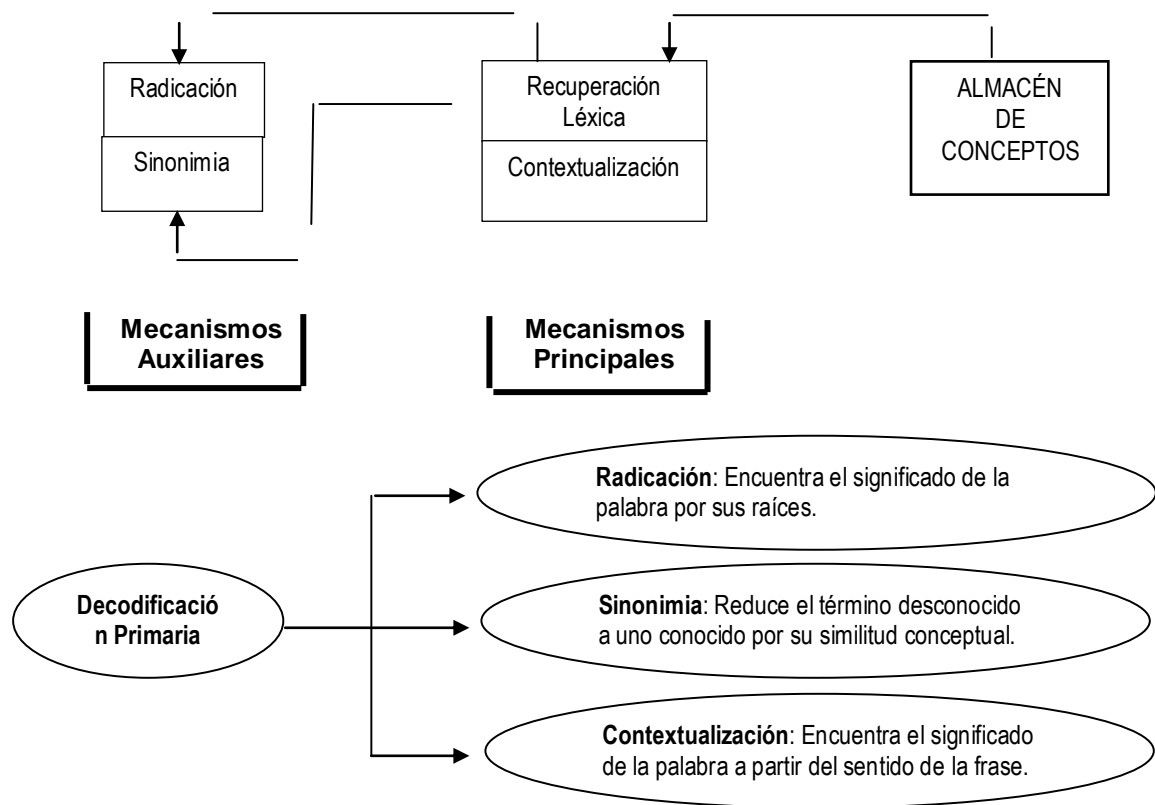 Radicación
Sinonimia
Recuperación
Léxica
Contextualización
ALMACÉN
DE
CONCEPTOS
Mecanismos
Auxiliares
Mecanismos
Principales
Decodificació
n Primaria
Radicación: Encuentra el significado de la
palabra por sus raíces.
Sinonimia: Reduce el término desconocido
a uno conocido por su similitud conceptual.
Contextualización: Encuentra el significado
de la palabra a partir del sentido de la frase.